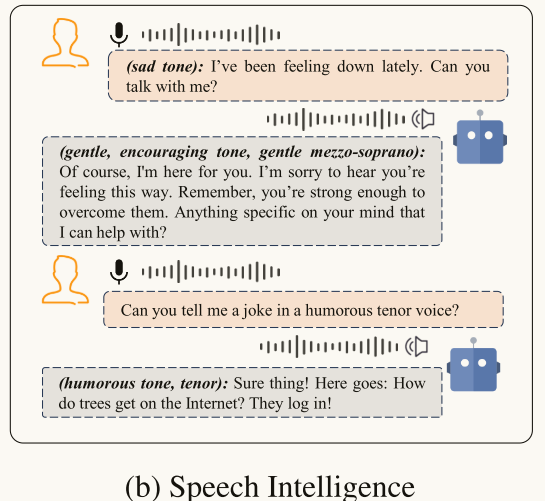 (sad tone): I've been feeling down lately. Can you
talk with me?
(gentle, encouraging tone, gentle mezzo-soprano):
Of course, I'm here for you. I'm sorry to hear you're
feeling this way. Remember, you're strong enough to
overcome them. Anything specific on your mind that
I can help with?
Can you tell me a joke in a humorous tenor voice?
(humorous tone, tenor): Sure thing! Here goes: How
do trees get on the Internet? They log in!
(b) Speech Intelligence